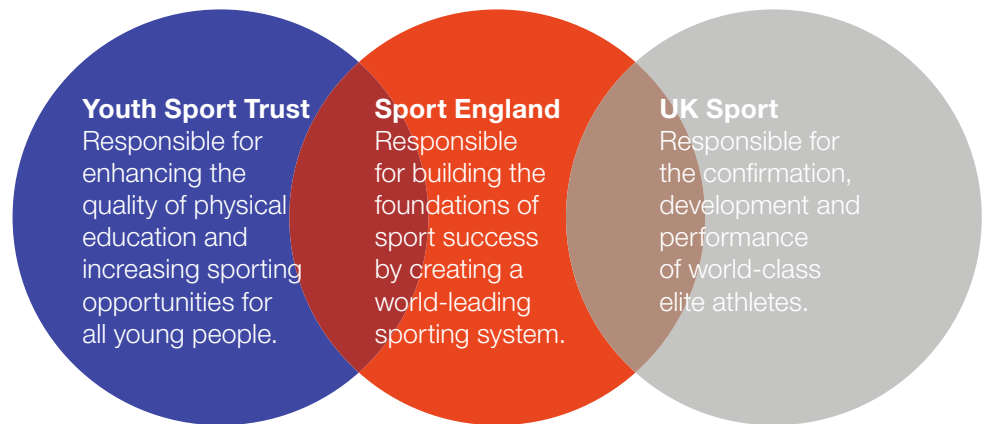 Youth Sport Trust
Responsible for
enhancing the
quality of physical
education and
increasing sporting
opportunities for
all young people.
Sport England
Responsible
for building the
foundations of
sport success
by creating a
world-leading
sporting system.
UK Sport
Responsible for
the confirmation,
development and
performance
of world-class
elite athletes.